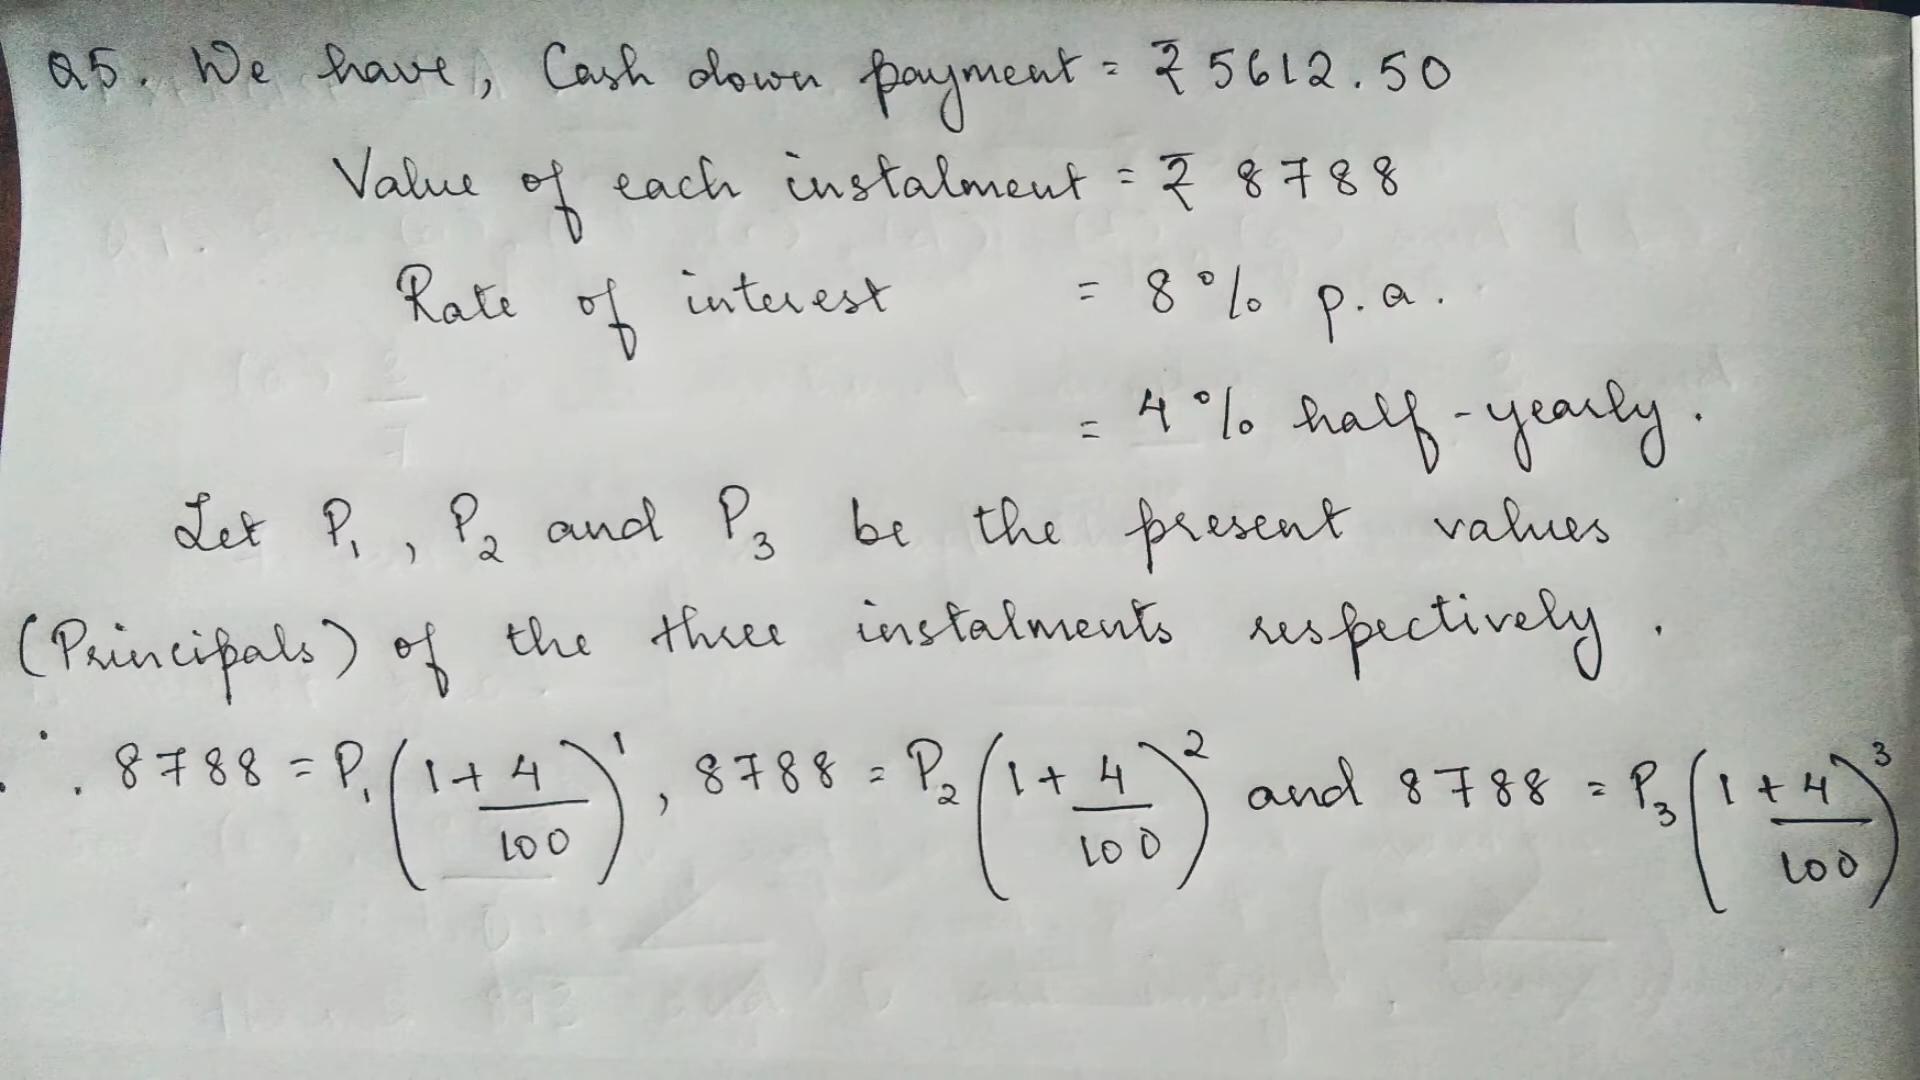 Q5. We have, Cash down payment = ₹ 5612.50
Value of each instalment = ₹ 8788
Rate of interest = 8% p.a.
= 4% half-yearly.
Let P₁, P₂ and P₃ be the present values
(Principals) of the three instalments respectively.
∴ 8788 = P₁(1 + 4/100)¹, 8788 = P₂(1 + 4/100)² and 8788 = P₃(1 + 4/100)³